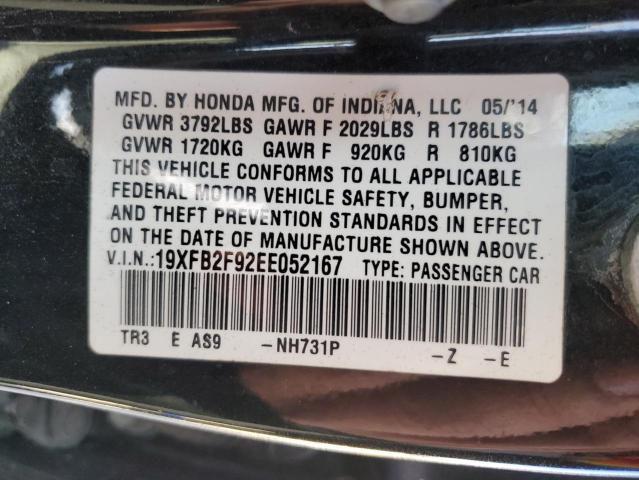 MFD. BY HONDA MFG. OF INDIANA, LLC 05/'14
GVWR 3792LBS GAWR F 2029LBS R 1786LBS
GVWR 1720KG GAWR F 920KG R 810KG
THIS VEHICLE CONFORMS TO ALL APPLICABLE
FEDERAL MOTOR VEHICLE SAFETY, BUMPER,
AND THEFT PREVENTION STANDARDS IN EFFECT
ON THE DATE OF MANUFACTURE SHOWN ABOVE.
V.I.N.:19XFB2F92EE052167 TYPE: PASSENGER CAR
TR3 E AS9 -NH731P -Z -E